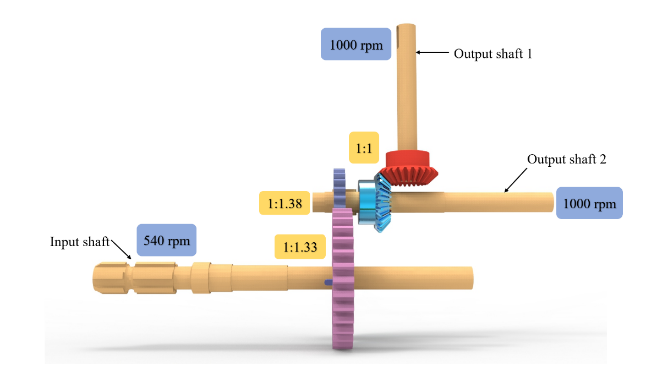 1000 rpm
Output shaft 1
1:1
Output shaft 2
1:1.38
1000 rpm
Input shaft
540 rpm
1:1.33